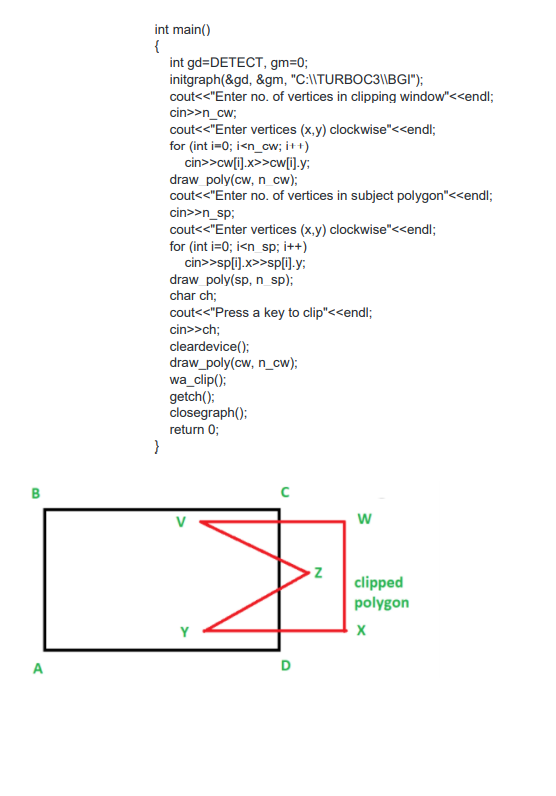 int main()
{
int gd=DETECT, gm=0;
initgraph(&gd, &gm, "C:\\TURBOC3\\BGI");
cout<<"Enter no. of vertices in clipping window"<<endl;
cin>>n_cw;
cout<<"Enter vertices (x,y) clockwise"<<endl;
for (int i=0; i<n_cw; i++)
cin>>cw[i].x>>cw[i].y;
draw_poly(cw, n_cw);
cout<<"Enter no. of vertices in subject polygon"<<endl;
cin>>n_sp;
cout<<"Enter vertices (x,y) clockwise"<<endl;
for (int i=0; i<n_sp; i++)
cin>>sp[i].x>>sp[i].y;
draw_poly(sp, n_sp);
char ch;
cout<<"Press a key to clip"<<endl;
cin>>ch;
cleardevice();
draw_poly(cw, n_cw);
wa_clip();
getch();
closegraph();
return 0;
}
B
C
V
W
Z
clipped
polygon
Y
X
A
D